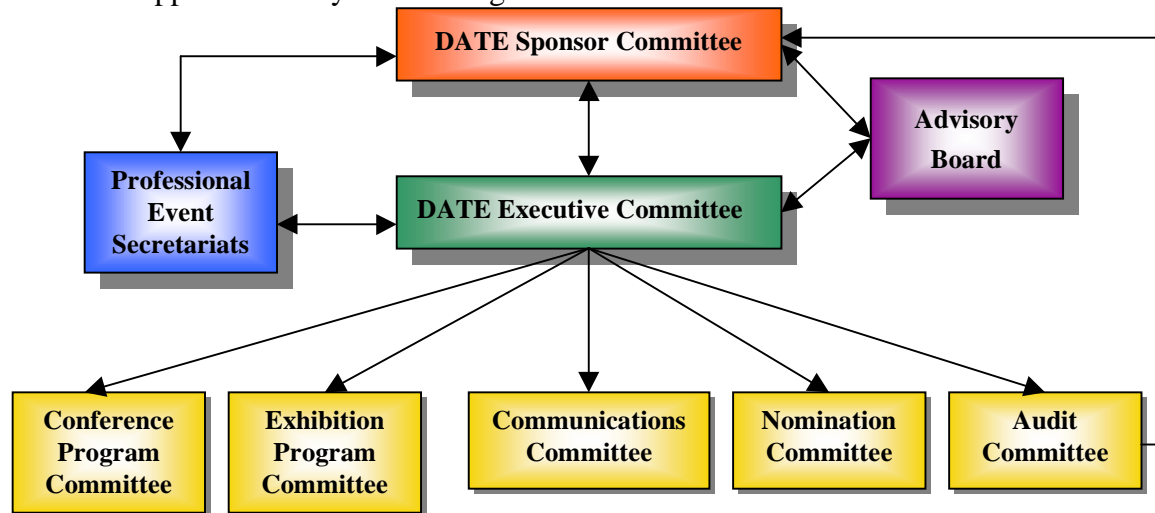 DATE Sponsor Committee
Advisory
Board
Professional
Event
Secretariats
DATE Executive Committee
Conference
Program
Committee
Exhibition
Program
Committee
Communications
Committee
Nomination
Committee
Audit
Committee